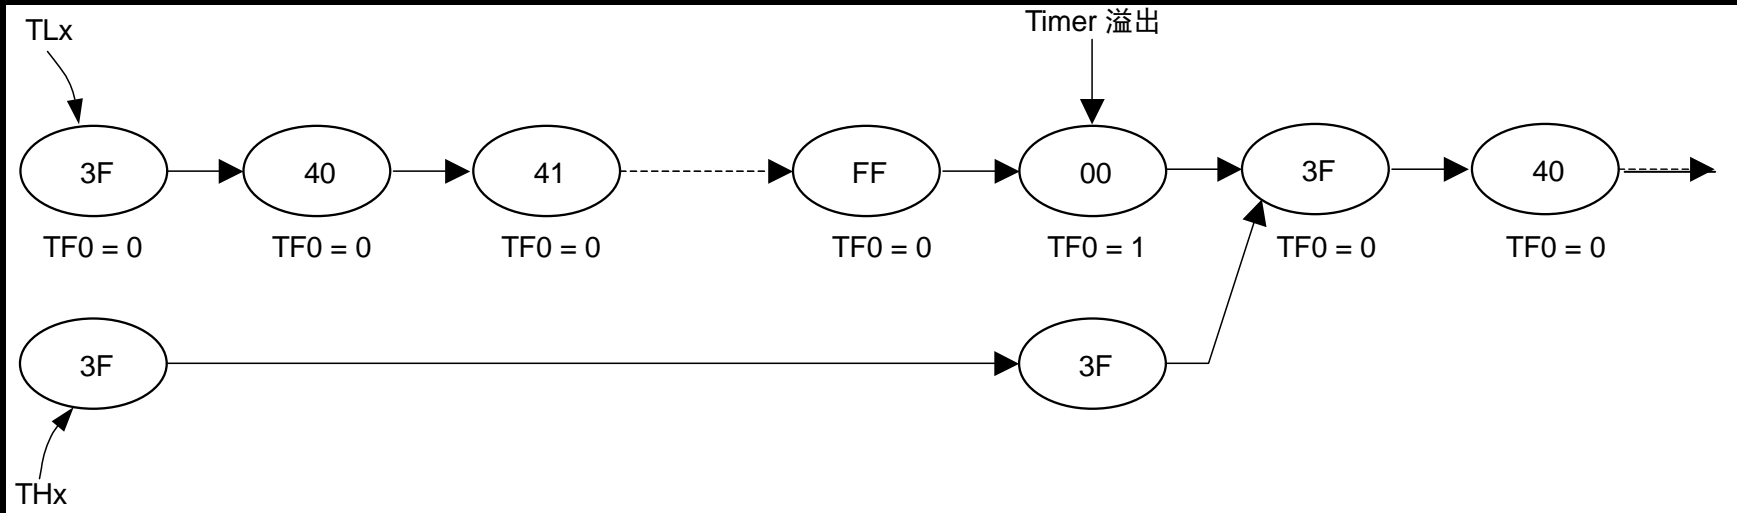 TLx
Timer 溢出
3F
40
41
FF
00
3F
40
TF0 = 0
TF0 = 0
TF0 = 0
TF0 = 0
TF0 = 1
TF0 = 0
TF0 = 0
3F
3F
THx